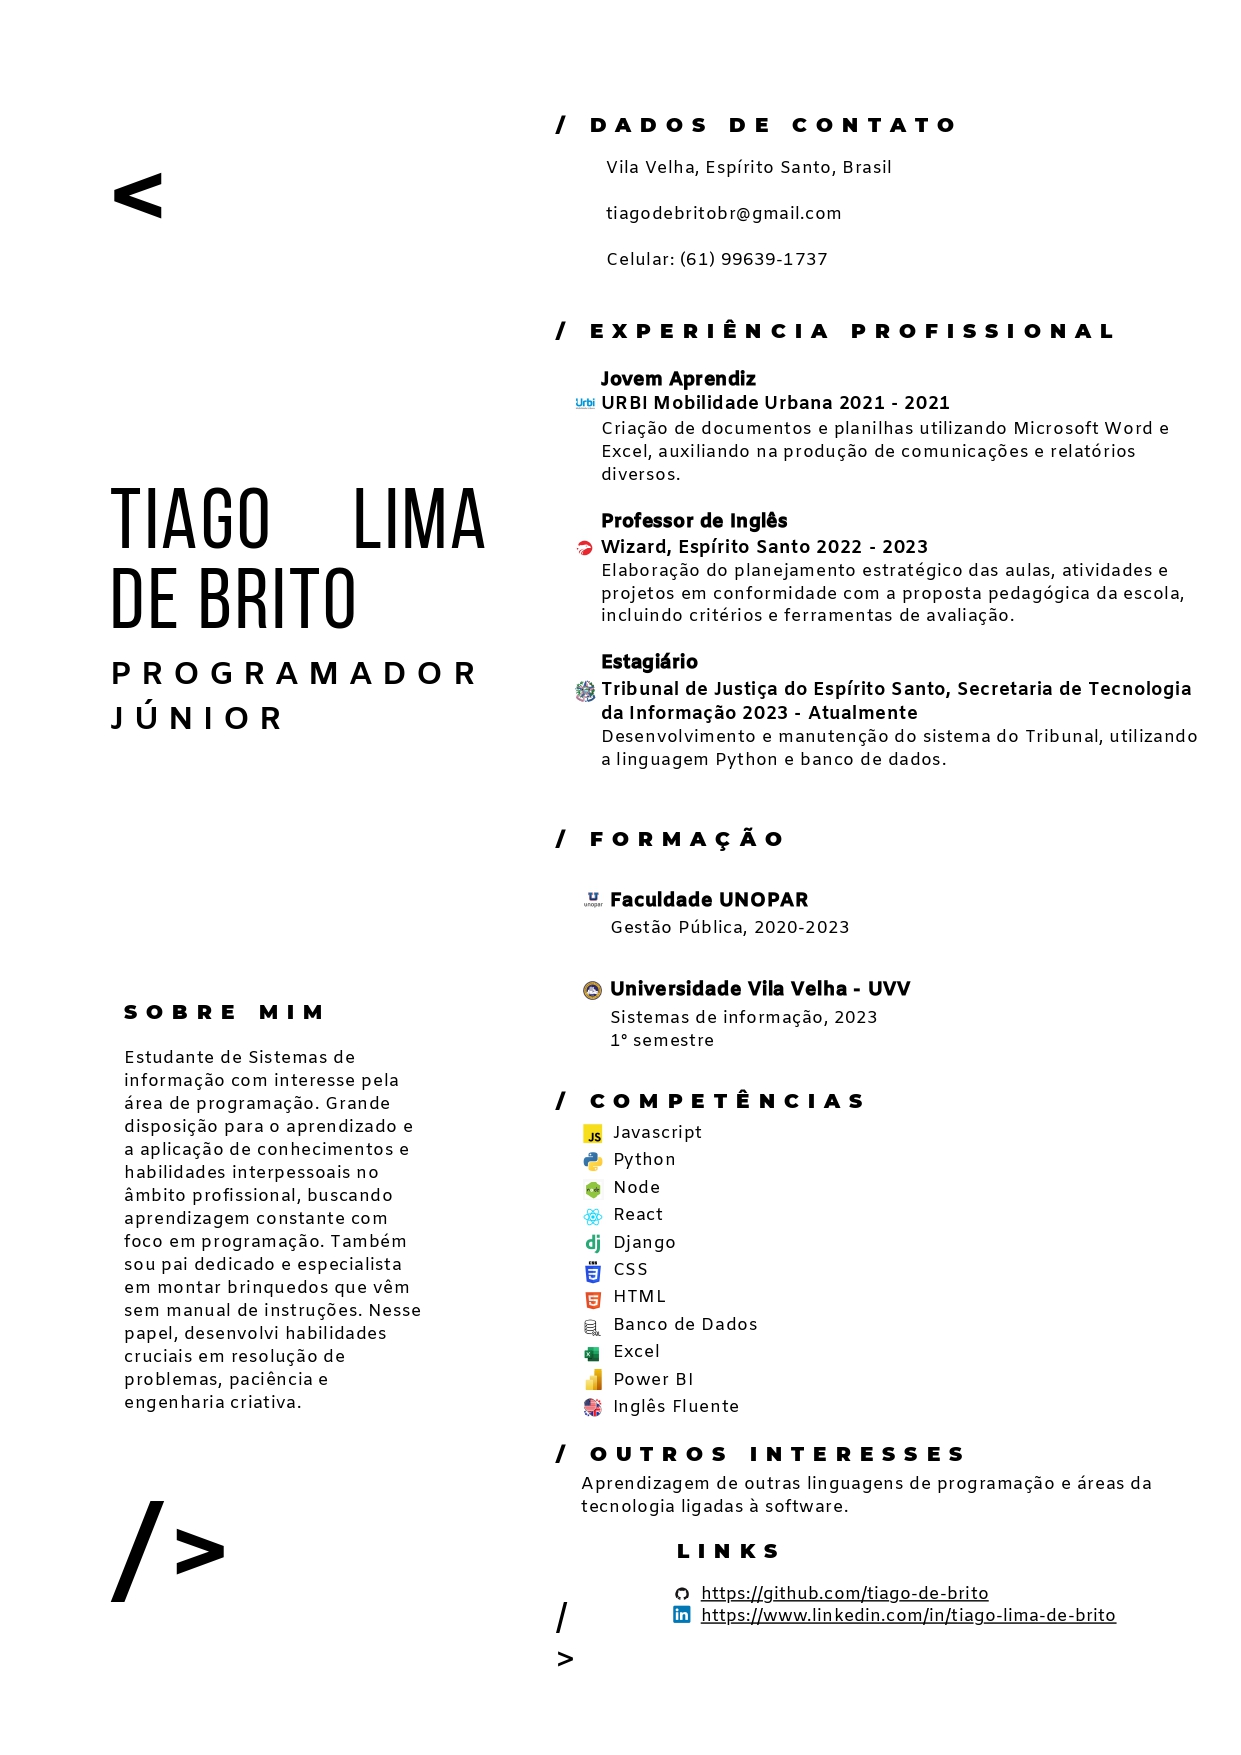 <
TIAGO LIMA
DE BRITO
PROGRAMADOR
JÚNIOR
SOBRE MIM
Estudante de Sistemas de
informação com interesse pela
área de programação. Grande
disposição para o aprendizado e
a aplicação de conhecimentos e
habilidades interpessoais no
âmbito profissional, buscando
aprendizagem constante com
foco em programação. Também
sou pai dedicado e especialista
em montar brinquedos que vêm
sem manual de instruções. Nesse
papel, desenvolvi habilidades
cruciais em resolução de
problemas, paciência e
engenharia criativa.
/>
/ DADOS DE CONTATO
Vila Velha, Espírito Santo, Brasil
tiagodebritobr@gmail.com
Celular: (61) 99639-1737
/ EXPERIÊNCIA PROFISSIONAL
Jovem Aprendiz
Urbi URBI Mobilidade Urbana 2021 - 2021
Criação de documentos e planilhas utilizando Microsoft Word e
Excel, auxiliando na produção de comunicações e relatórios
diversos.
Professor de Inglês
Wizard, Espírito Santo 2022 - 2023
Elaboração do planejamento estratégico das aulas, atividades e
projetos em conformidade com a proposta pedagógica da escola,
incluindo critérios e ferramentas de avaliação.
Estagiário
Tribunal de Justiça do Espírito Santo, Secretaria de Tecnologia
da Informação 2023 - Atualmente
Desenvolvimento e manutenção do sistema do Tribunal, utilizando
a linguagem Python e banco de dados.
/ FORMAÇÃO
unopar Faculdade UNOPAR
Gestão Pública, 2020-2023
Universidade Vila Velha - UVV
Sistemas de informação, 2023
1° semestre
/ COMPETÊNCIAS
JS Javascript
Python
Node
React
dj Django
CSS
HTML
Banco de Dados
Excel
Power BI
Inglês Fluente
/ OUTROS INTERESSES
Aprendizagem de outras linguagens de programação e áreas da
tecnologia ligadas à software.
LINKS
https://github.com/tiago-de-brito
in https://www.linkedin.com/in/tiago-lima-de-brito
/
>